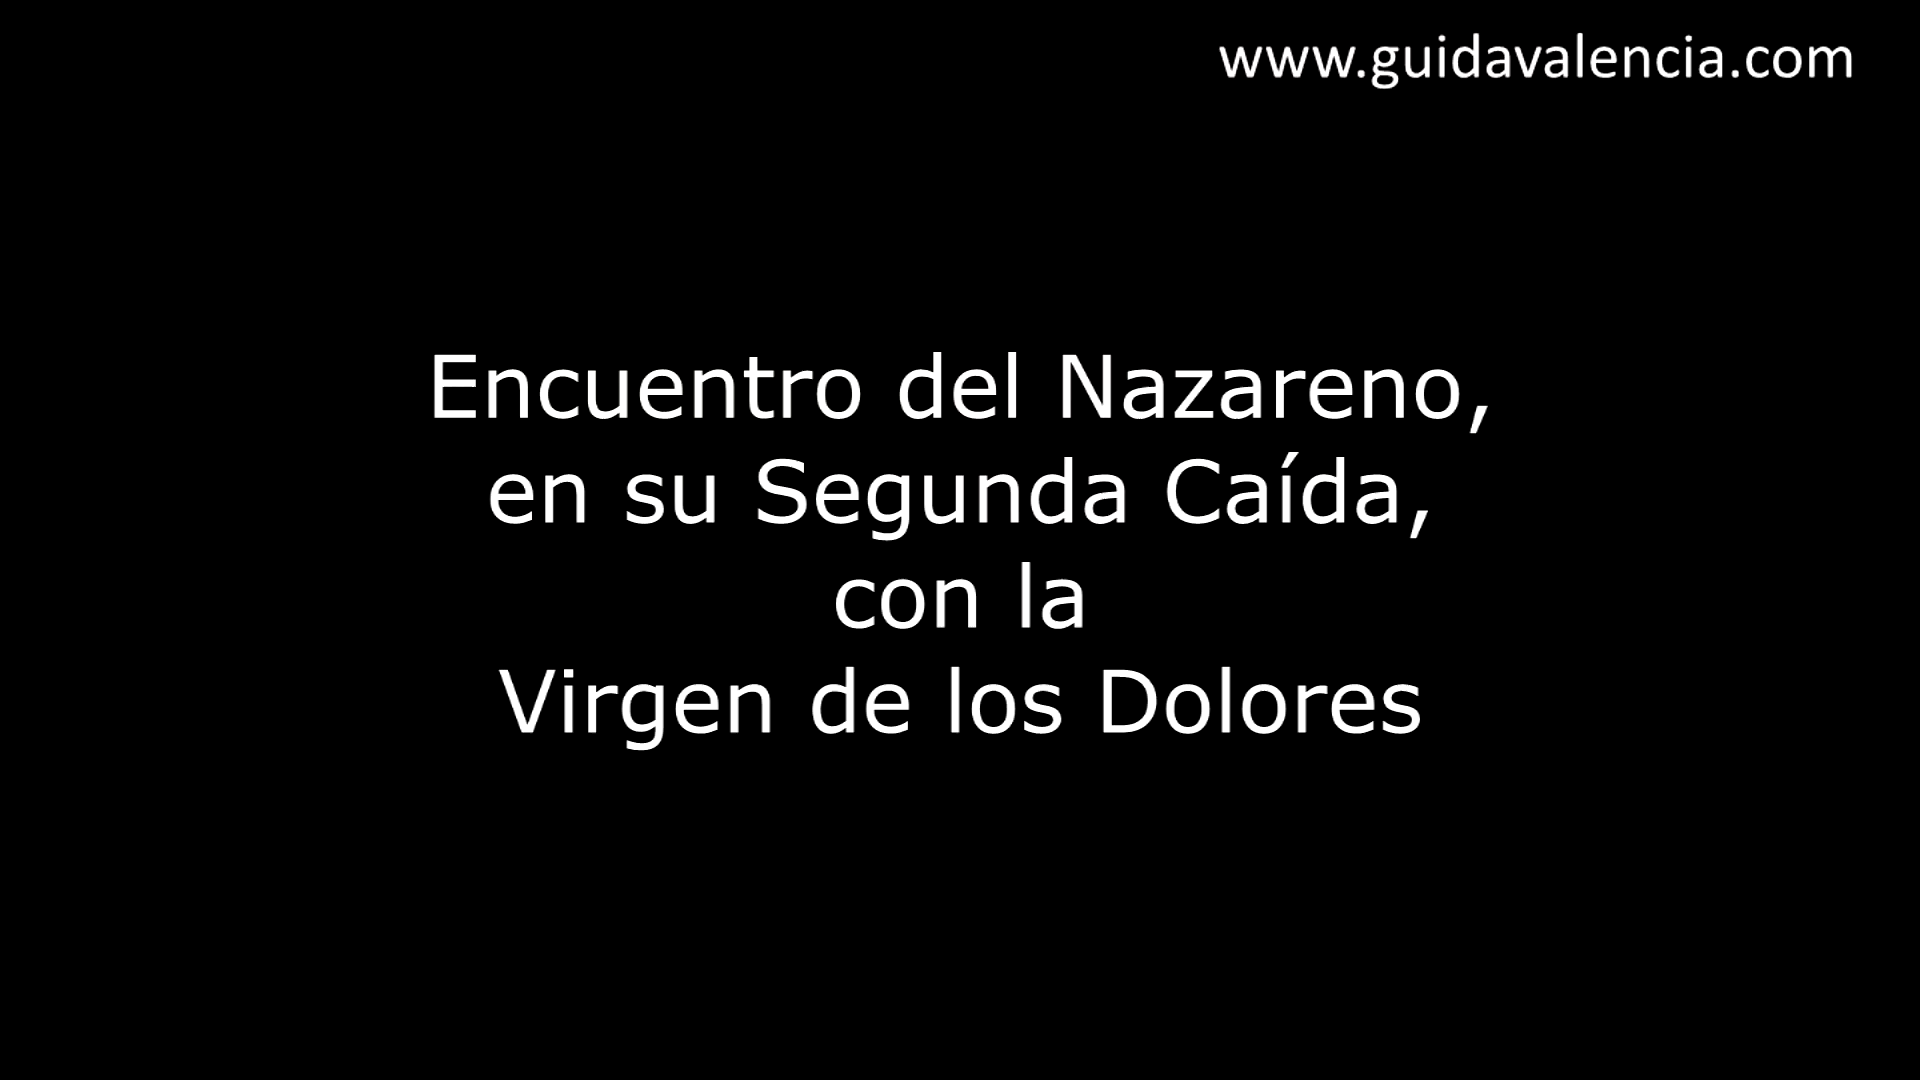 www.guidavalencia.com
Encuentro del Nazareno,
en su Segunda Caída,
con la
Virgen de los Dolores